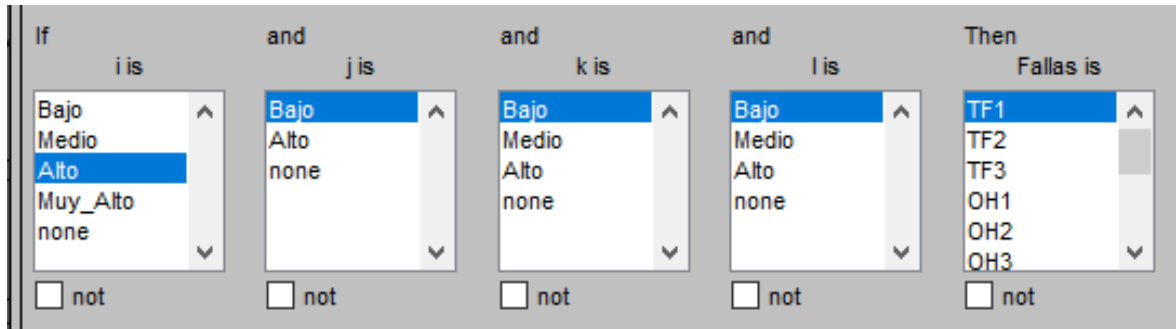 If
i is
Bajo
Medio
Alto
Muy_Alto
none
not
and
j is
Bajo
Alto
none
not
and
k is
Bajo
Medio
Alto
none
not
and
l is
Bajo
Medio
Alto
none
not
Then
Fallas is
TF1
TF2
TF3
OH1
OH2
OH3
not